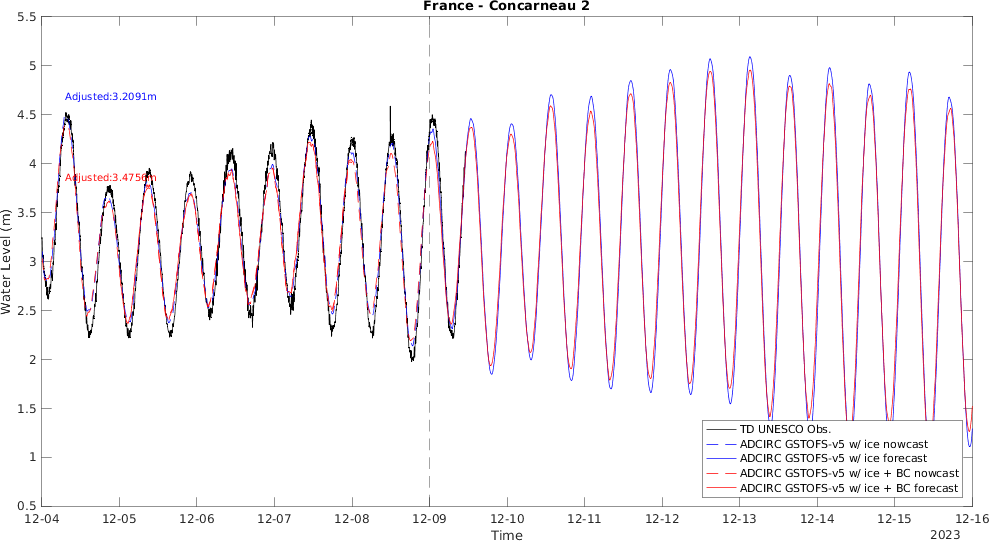 France - Concarneau 2
5.5
5
4.5
4
3.5
3
2.5
2
1.5
1
0.5
Water Level (m)
Adjusted:3.2091m
Adjusted:3.4756m
TD UNESCO Obs.
ADCIRC GSTOFS-v5 w/ ice nowcast
ADCIRC GSTOFS-v5 w/ ice forecast
ADCIRC GSTOFS-v5 w/ ice + BC nowcast
ADCIRC GSTOFS-v5 w/ ice + BC forecast
12-04 12-05 12-06 12-07 12-08 12-09 12-10 12-11 12-12 12-13 12-14 12-15 12-16
Time
2023